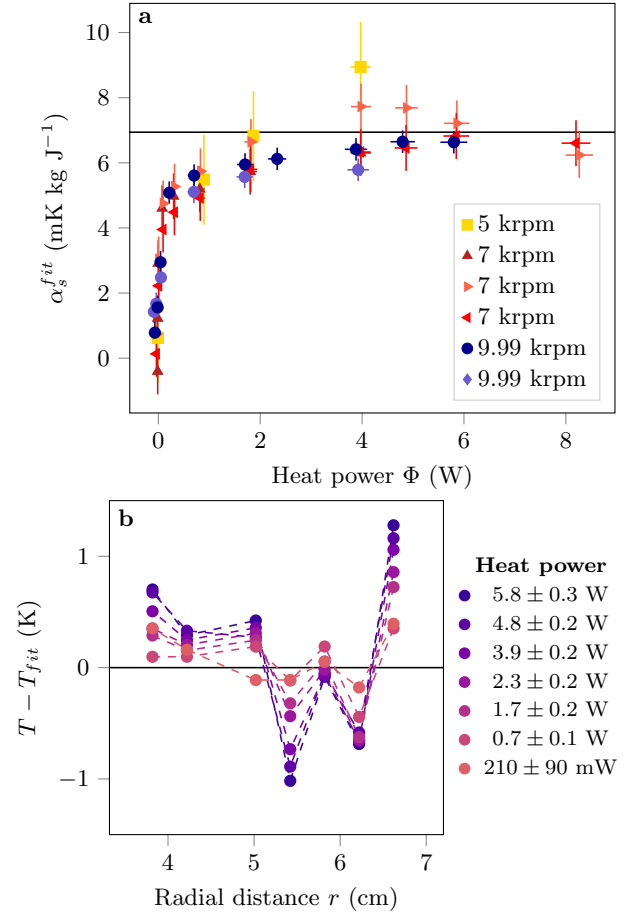 a
10
8
6
4
2
0
α_s^{fit} (mK kg J⁻¹)
5 krpm
7 krpm
7 krpm
7 krpm
9.99 krpm
9.99 krpm
0 2 4 6 8
Heat power Φ (W)
b
1
0
−1
T − T_{fit} (K)
4 5 6 7
Radial distance r (cm)
Heat power
5.8 ± 0.3 W
4.8 ± 0.2 W
3.9 ± 0.2 W
2.3 ± 0.2 W
1.7 ± 0.2 W
0.7 ± 0.1 W
210 ± 90 mW